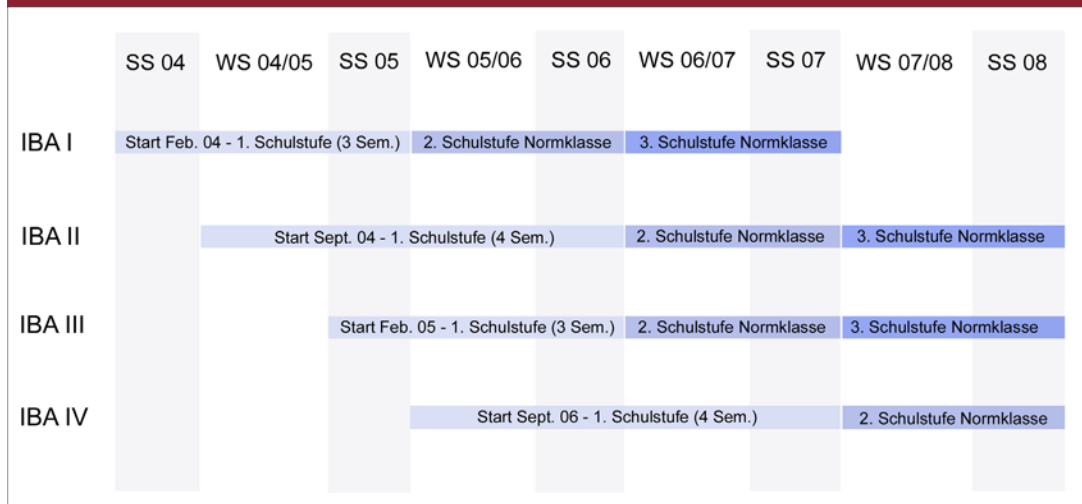 SS 04 WS 04/05 SS 05 WS 05/06 SS 06 WS 06/07 SS 07 WS 07/08 SS 08
IBA I Start Feb. 04 - 1. Schulstufe (3 Sem.) 2. Schulstufe Normklasse 3. Schulstufe Normklasse
IBA II Start Sept. 04 - 1. Schulstufe (4 Sem.) 2. Schulstufe Normklasse 3. Schulstufe Normklasse
IBA III Start Feb. 05 - 1. Schulstufe (3 Sem.) 2. Schulstufe Normklasse 3. Schulstufe Normklasse
IBA IV Start Sept. 06 - 1. Schulstufe (4 Sem.) 2. Schulstufe Normklasse